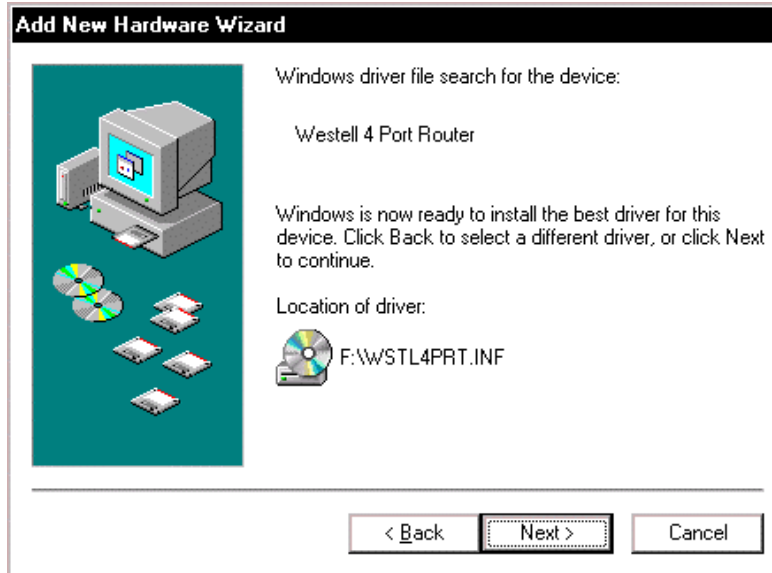 Add New Hardware Wizard
Windows driver file search for the device:
Westell 4 Port Router
Windows is now ready to install the best driver for this
device. Click Back to select a different driver, or click Next
to continue.
Location of driver:
F:\WSTL4PRT.INF
< Back
Next >
Cancel